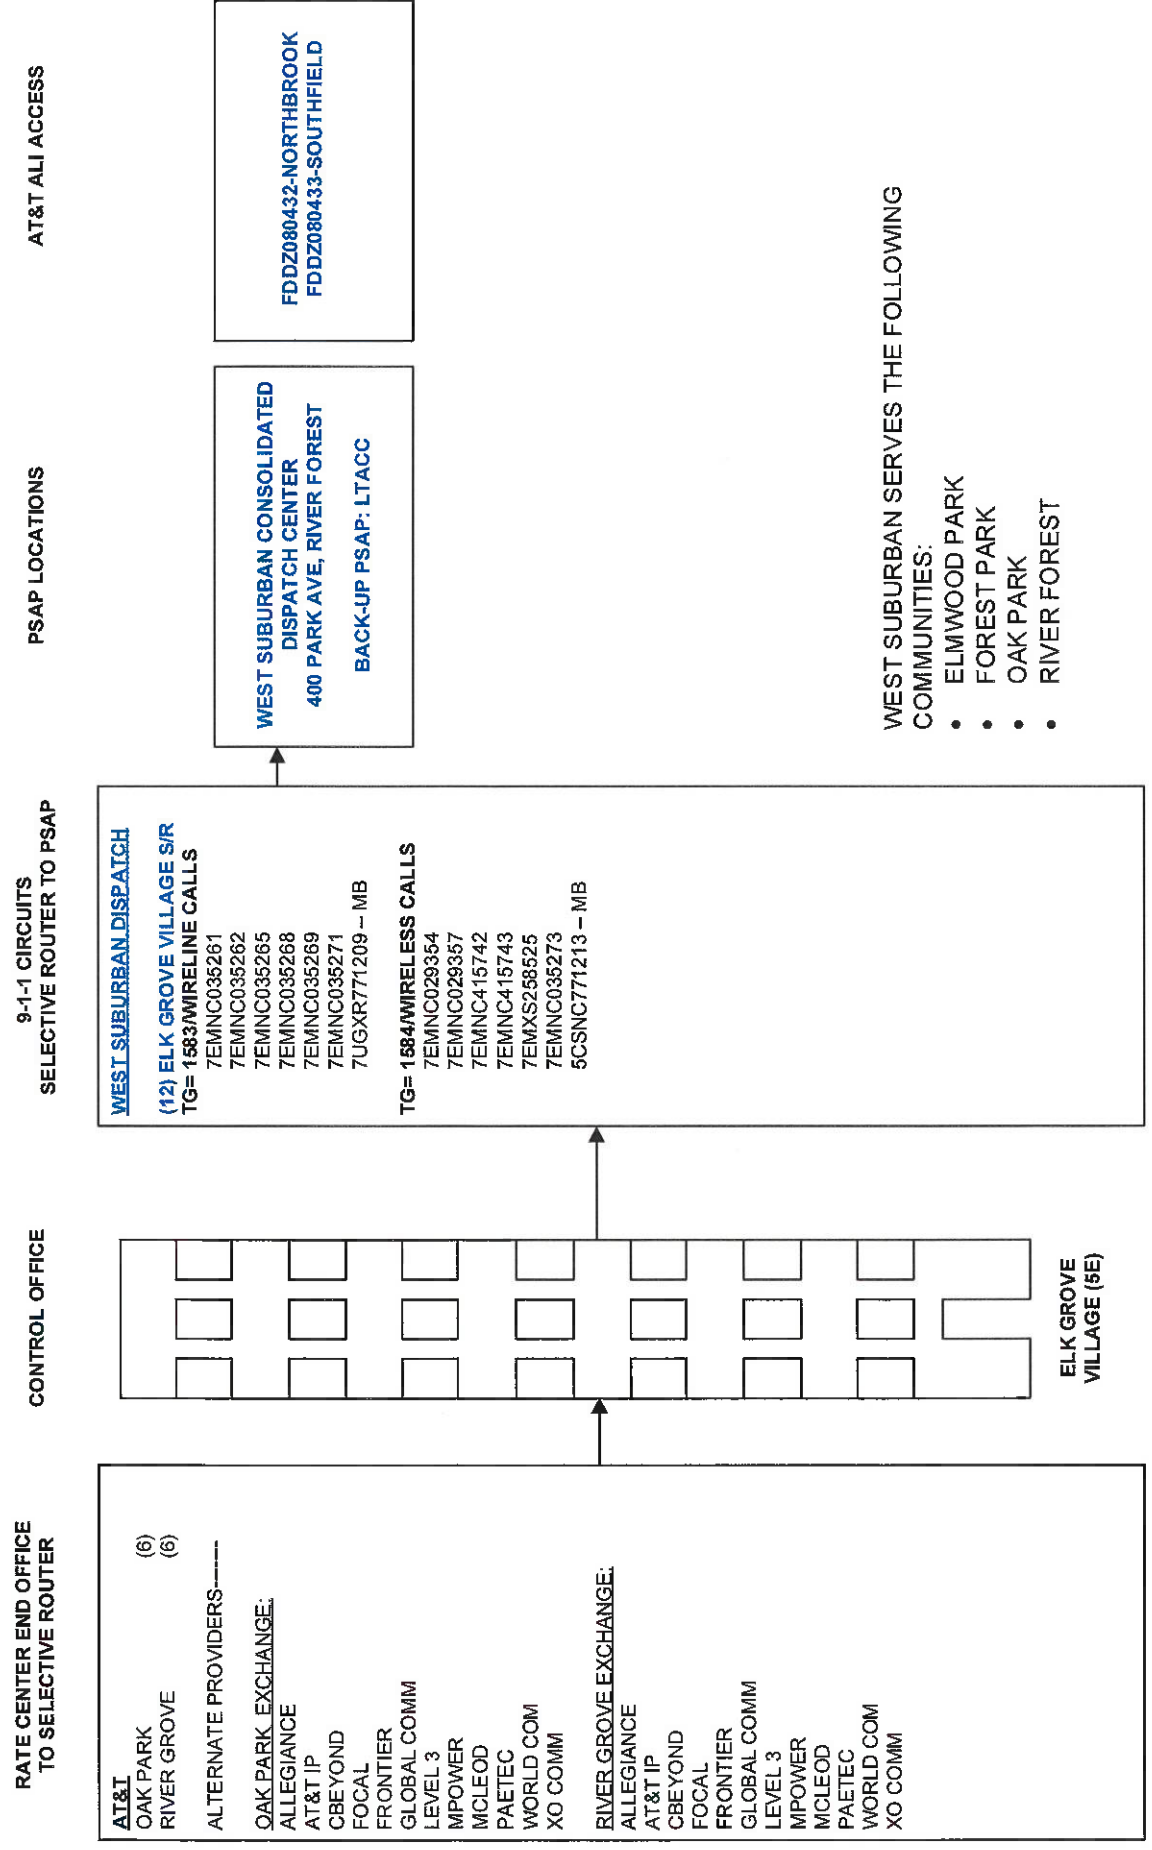 RATE CENTER END OFFICE
TO SELECTIVE ROUTER
AT&T
OAK PARK (6)
RIVER GROVE (6)
ALTERNATE PROVIDERS------
OAK PARK EXCHANGE:
ALLEGIANCE
AT&T IP
CBEYOND
FOCAL
FRONTIER
GLOBAL COMM
LEVEL 3
MPOWER
MCLEOD
PAETEC
WORLD COM
XO COMM
RIVER GROVE EXCHANGE:
ALLEGIANCE
AT&T IP
CBEYOND
FOCAL
FRONTIER
GLOBAL COMM
LEVEL 3
MPOWER
MCLEOD
PAETEC
WORLD COM
XO COMM
CONTROL OFFICE
ELK GROVE
VILLAGE (5E)
9-1-1 CIRCUITS
SELECTIVE ROUTER TO PSAP
WEST SUBURBAN DISPATCH
(12) ELK GROVE VILLAGE S/R
TG= 1583/WIRELINE CALLS
7EMNC035261
7EMNC035262
7EMNC035265
7EMNC035268
7EMNC035269
7EMNC035271
7UGXR771209 – MB
TG= 1584/WIRELESS CALLS
7EMNC029354
7EMNC029357
7EMNC415742
7EMNC415743
7EMXS258525
7EMNC035273
5CSNC771213 – MB
PSAP LOCATIONS
WEST SUBURBAN CONSOLIDATED
DISPATCH CENTER
400 PARK AVE, RIVER FOREST
BACK-UP PSAP: LTACC
AT&T ALI ACCESS
FDDZ080432-NORTHBROOK
FDDZ080433-SOUTHFIELD
WEST SUBURBAN SERVES THE FOLLOWING
COMMUNITIES:
• ELMWOOD PARK
• FOREST PARK
• OAK PARK
• RIVER FOREST